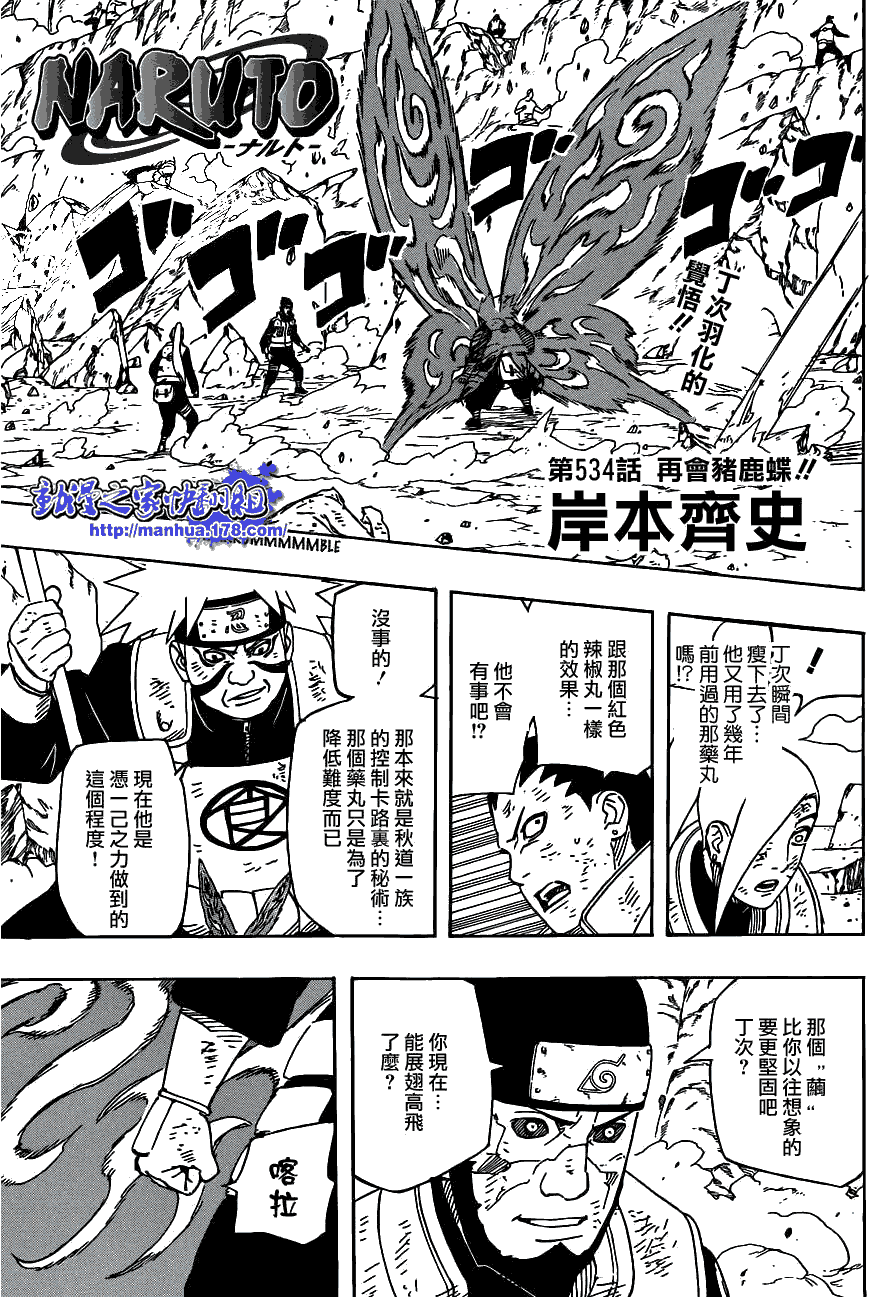 NARUTO
-ナルト-
ゴゴゴゴゴ
丁次羽化的
覺悟!!
第534話 再會豬鹿蝶!!
岸本齊史
動漫之家漢化組
http://manhua.178.com/
MMMMMMBLE
!
丁次瞬間
瘦下去了…
他又用了幾年
前用過的那藥丸
嗎!?
跟那個紅色
辣椒丸一樣
的效果…
他不會
有事吧!?
沒事的!
那本來就是秋道一族
的控制卡路裏的秘術…
那個藥丸只是為了
降低難度而已
現在他是
憑一己之力做到的
這個程度!
忍
良
那個”繭“
比你以往想象的
要更堅固吧
丁次?
你現在…
能展翅高飛
了麼?
喀拉